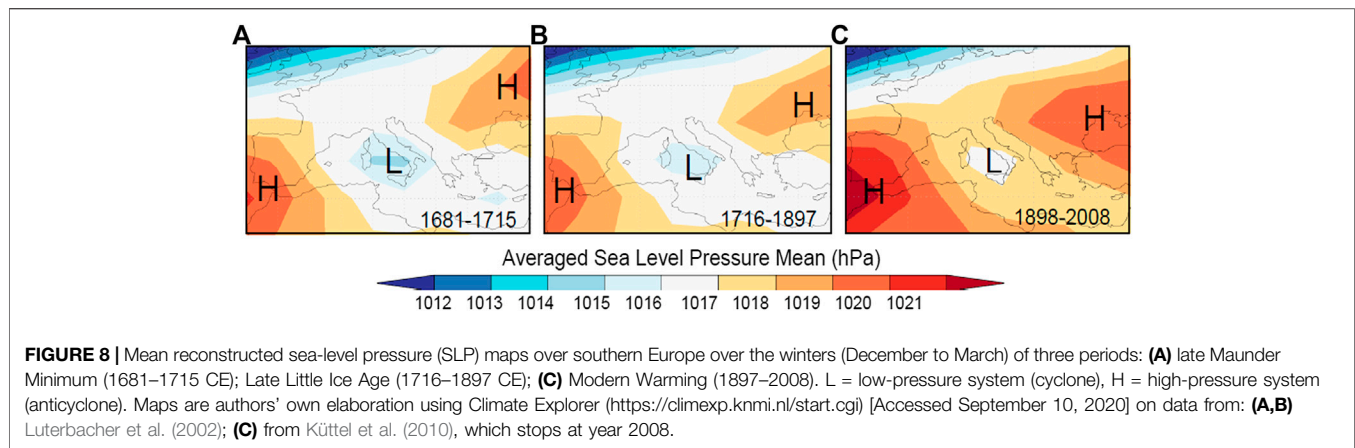 A B C
H H H
L L L
H H H
1681-1715 1716-1897 1898-2008
Averaged Sea Level Pressure Mean (hPa)
1012 1013 1014 1015 1016 1017 1018 1019 1020 1021
FIGURE 8 | Mean reconstructed sea-level pressure (SLP) maps over southern Europe over the winters (December to March) of three periods: (A) late Maunder
Minimum (1681–1715 CE); Late Little Ice Age (1716–1897 CE); (C) Modern Warming (1897–2008). L = low-pressure system (cyclone), H = high-pressure system
(anticyclone). Maps are authors’ own elaboration using Climate Explorer (https://climexp.knmi.nl/start.cgi) [Accessed September 10, 2020] on data from: (A,B)
Luterbacher et al. (2002); (C) from Küttel et al. (2010), which stops at year 2008.